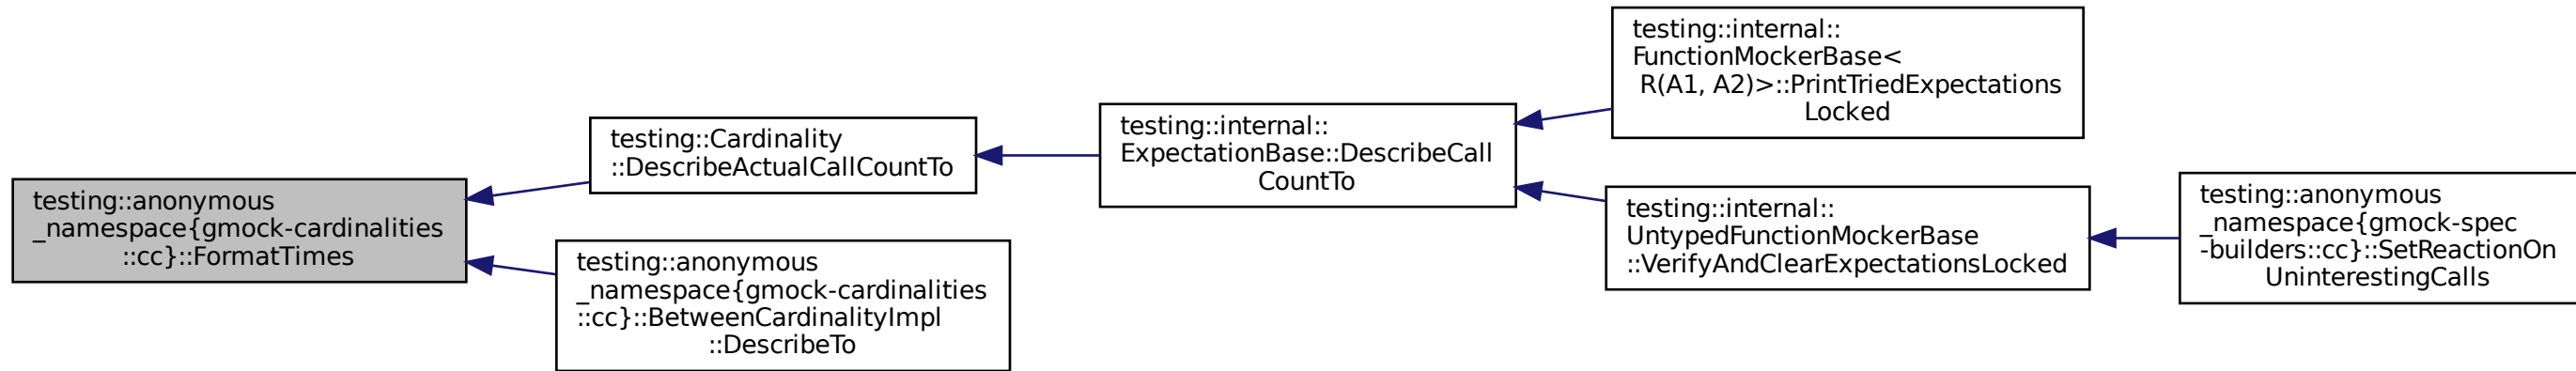 testing::anonymous
_namespace{gmock-cardinalities
::cc}::FormatTimes
testing::Cardinality
::DescribeActualCallCountTo
testing::anonymous
_namespace{gmock-cardinalities
::cc}::BetweenCardinalityImpl
::DescribeTo
testing::internal::
ExpectationBase::DescribeCall
CountTo
testing::internal::
FunctionMockerBase<
R(A1, A2)>::PrintTriedExpectations
Locked
testing::internal::
UntypedFunctionMockerBase
::VerifyAndClearExpectationsLocked
testing::anonymous
_namespace{gmock-spec
-builders::cc}::SetReactionOn
UninterestingCalls